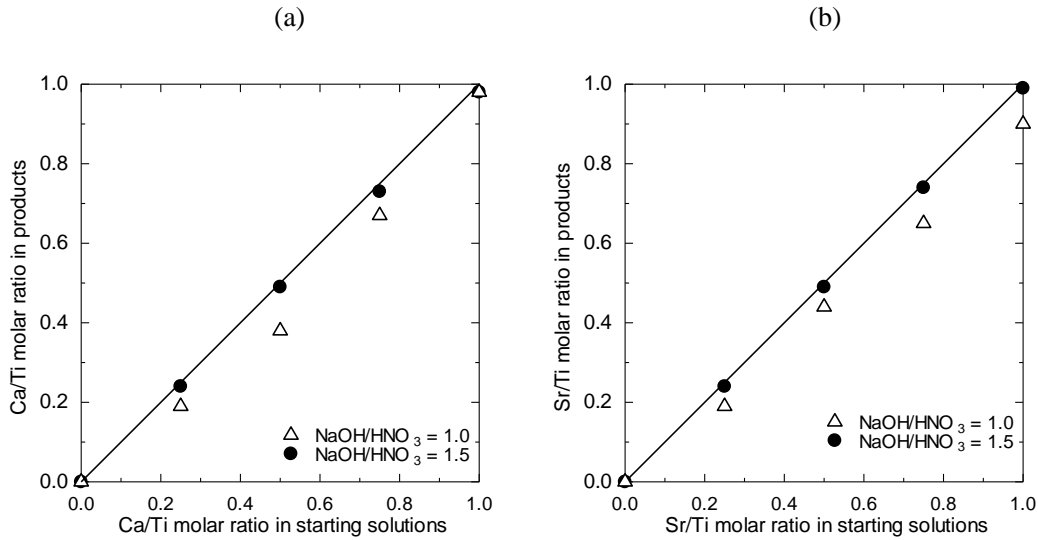 (a)
1.0
0.8
0.6
0.4
0.2
0.0
Ca/Ti molar ratio in products
NaOH/HNO3 = 1.0
NaOH/HNO3 = 1.5
0.0 0.2 0.4 0.6 0.8 1.0
Ca/Ti molar ratio in starting solutions
(b)
1.0
0.8
0.6
0.4
0.2
0.0
Sr/Ti molar ratio in products
NaOH/HNO3 = 1.0
NaOH/HNO3 = 1.5
0.0 0.2 0.4 0.6 0.8 1.0
Sr/Ti molar ratio in starting solutions